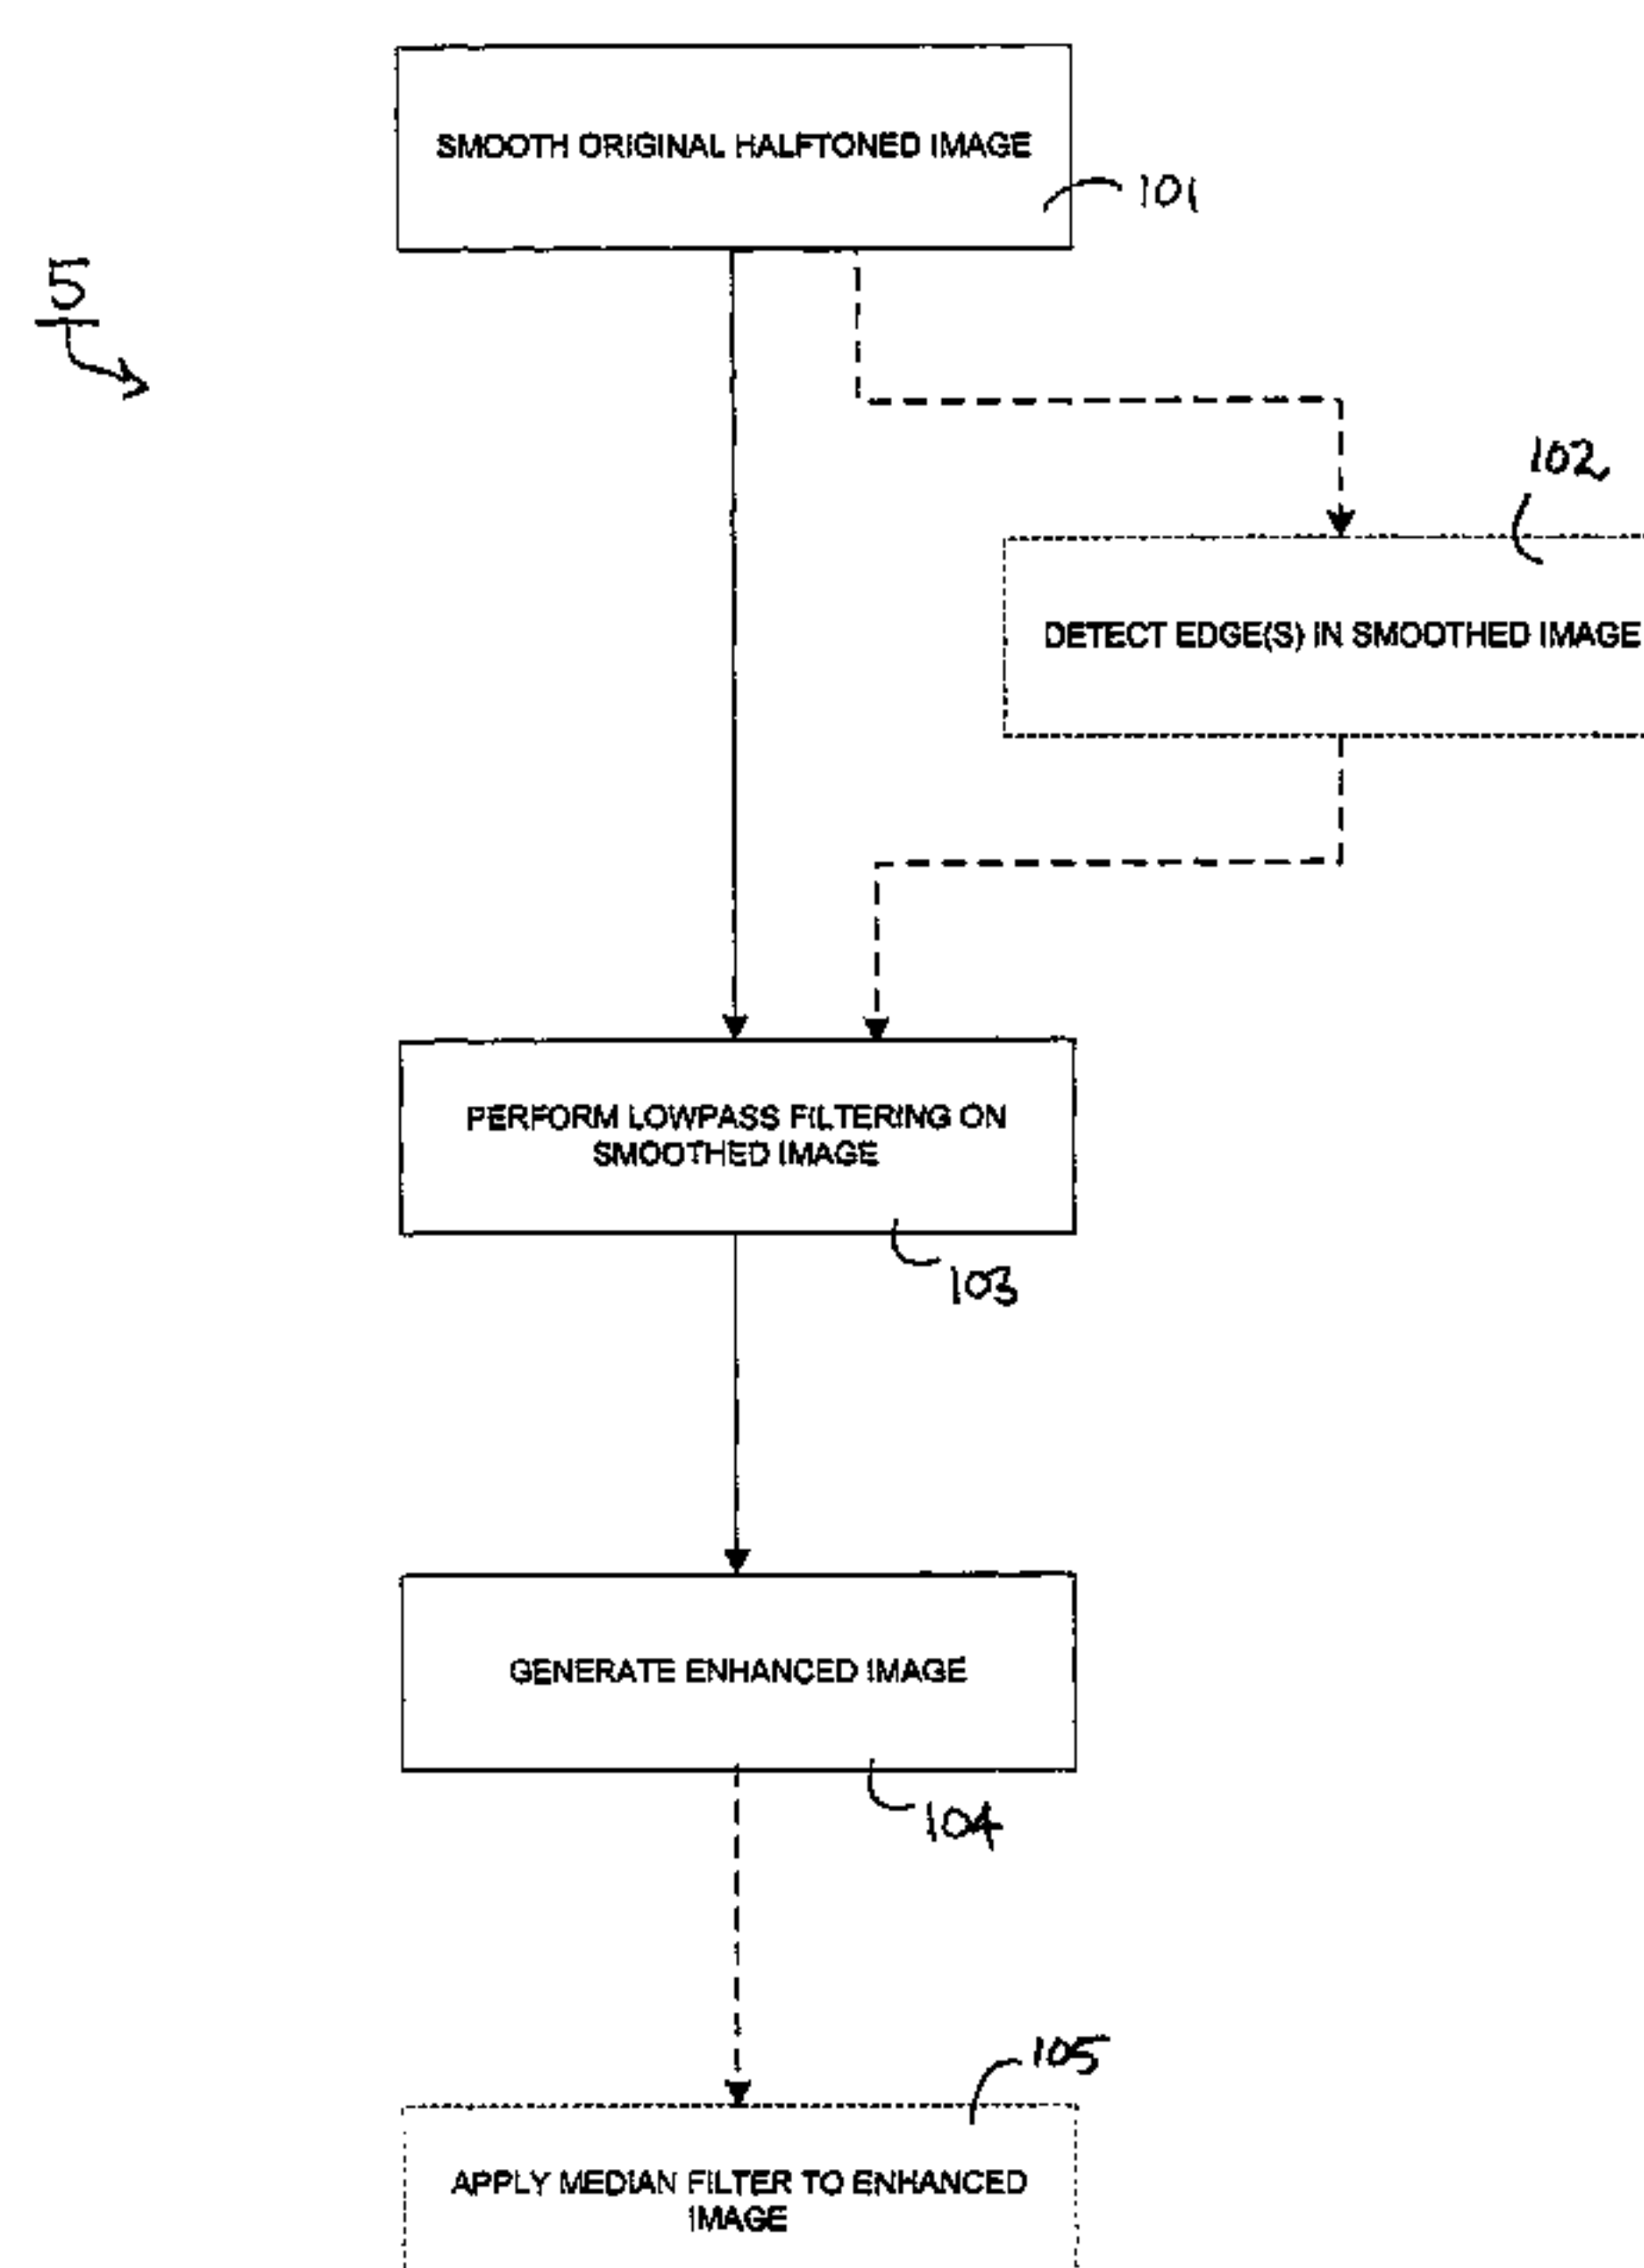 SMOOTH ORIGINAL HALFTONED IMAGE
101
5
102
DETECT EDGE(S) IN SMOOTHED IMAGE
PERFORM LOWPASS FILTERING ON
SMOOTHED IMAGE
103
GENERATE ENHANCED IMAGE
104
105
APPLY MEDIAN FILTER TO ENHANCED
IMAGE